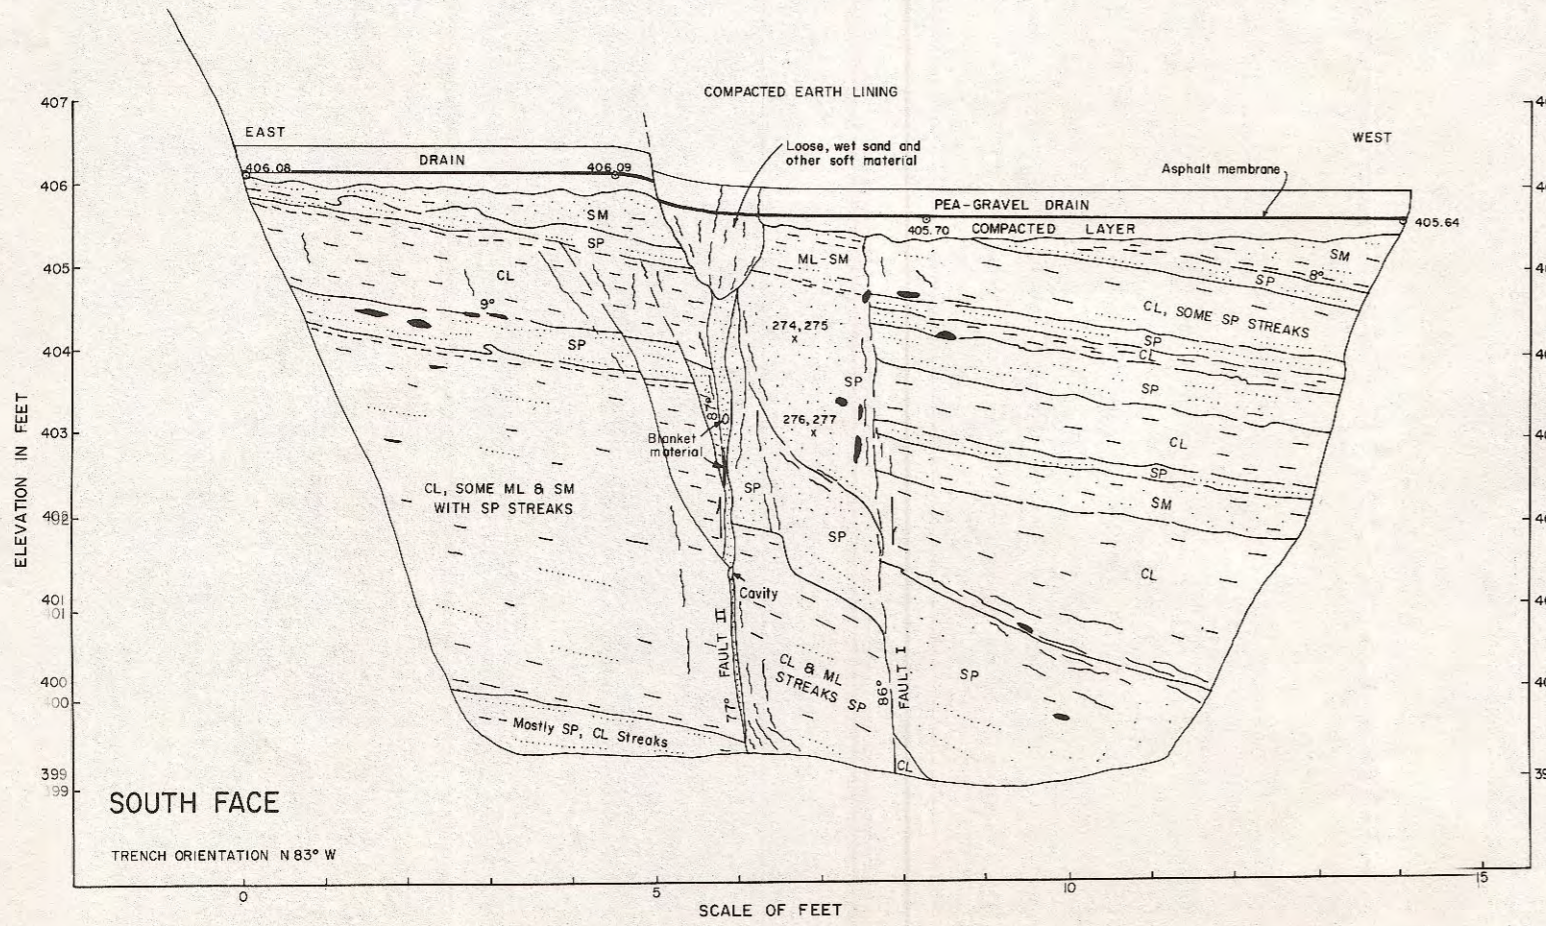 COMPACTED EARTH LINING
407
EAST
WEST
Loose, wet sand and
other soft material
DRAIN
406.08
406.09
Asphalt membrane
406
PEA-GRAVEL DRAIN
405.64
405.70
COMPACTED LAYER
SM
SP
ML-SM
SM
8°
SP
405
CL
9°
CL, SOME SP STREAKS
274, 275
x
SP
CL
404
SP
SP
SP
87°
276, 277
x
403
Blanket
material
CL
SP
CL, SOME ML & SM
WITH SP STREAKS
SP
SM
402
SP
CL
Cavity
401
401
FAULT II
77°
CL & ML
STREAKS SP
86°
FAULT I
SP
400
400
Mostly SP, CL Streaks
CL
399
399
ELEVATION IN FEET
SOUTH FACE
TRENCH ORIENTATION N 83° W
0
5
10
15
SCALE OF FEET